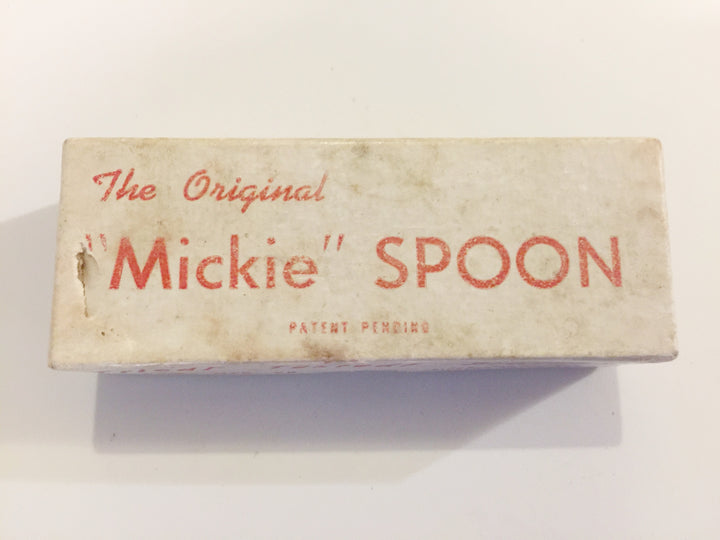 The Original
"Mickie" SPOON
PATENT PENDING